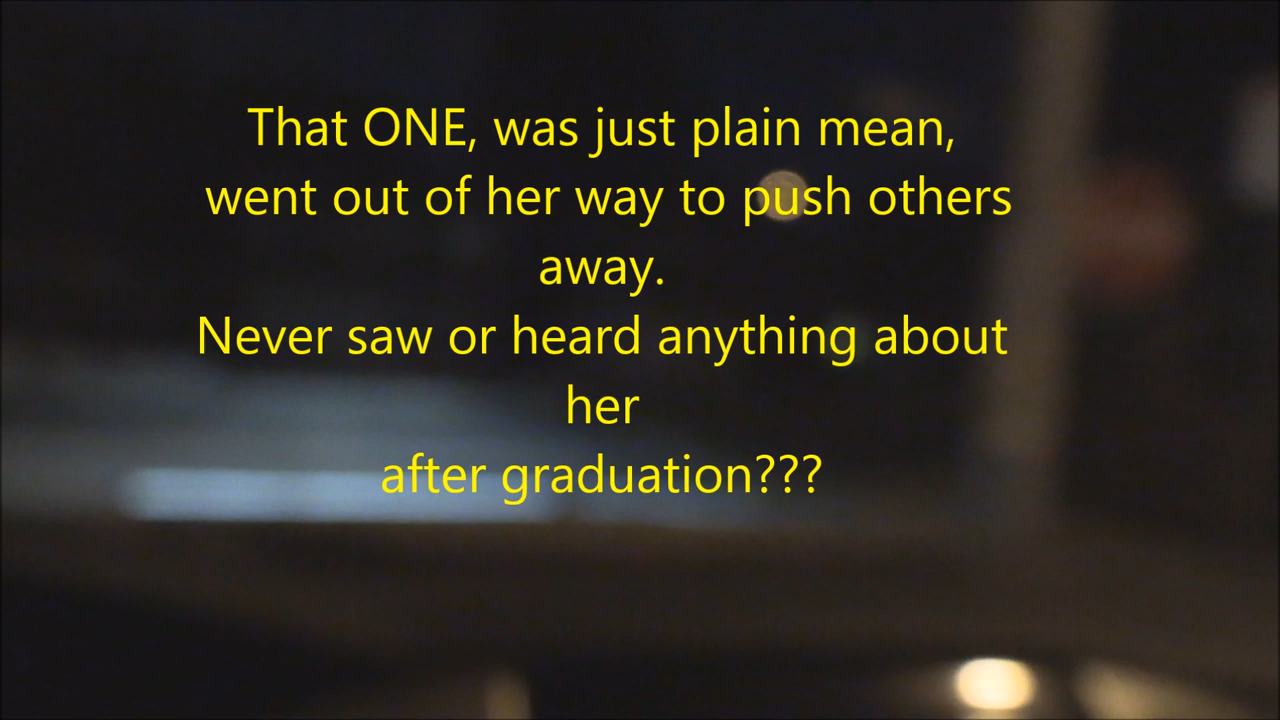 That ONE, was just plain mean,
went out of her way to push others
away.
Never saw or heard anything about
her
after graduation???